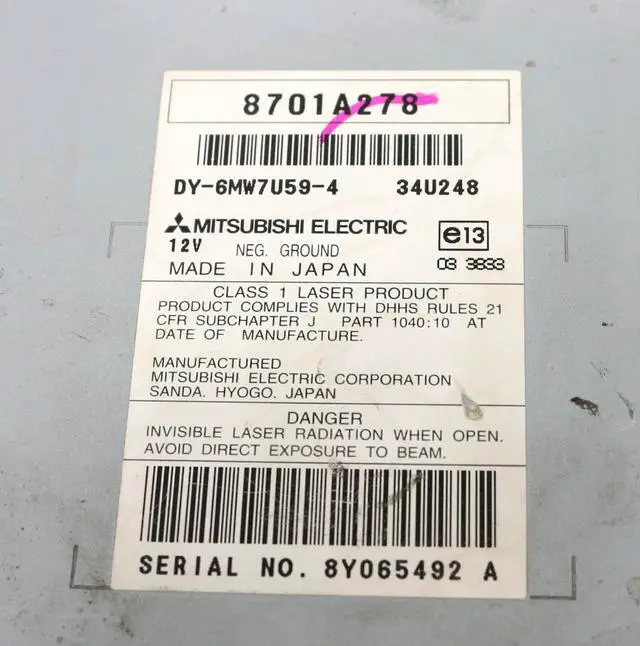 8701A278
DY-6MW7U59-4 34U248
MITSUBISHI ELECTRIC
e13
12V NEG. GROUND
03 3833
MADE IN JAPAN
CLASS 1 LASER PRODUCT
PRODUCT COMPLIES WITH DHHS RULES 21
CFR SUBCHAPTER J PART 1040:10 AT
DATE OF MANUFACTURE.
MANUFACTURED
MITSUBISHI ELECTRIC CORPORATION
SANDA. HYOGO. JAPAN
DANGER
INVISIBLE LASER RADIATION WHEN OPEN.
AVOID DIRECT EXPOSURE TO BEAM.
SERIAL NO. 8Y065492 A